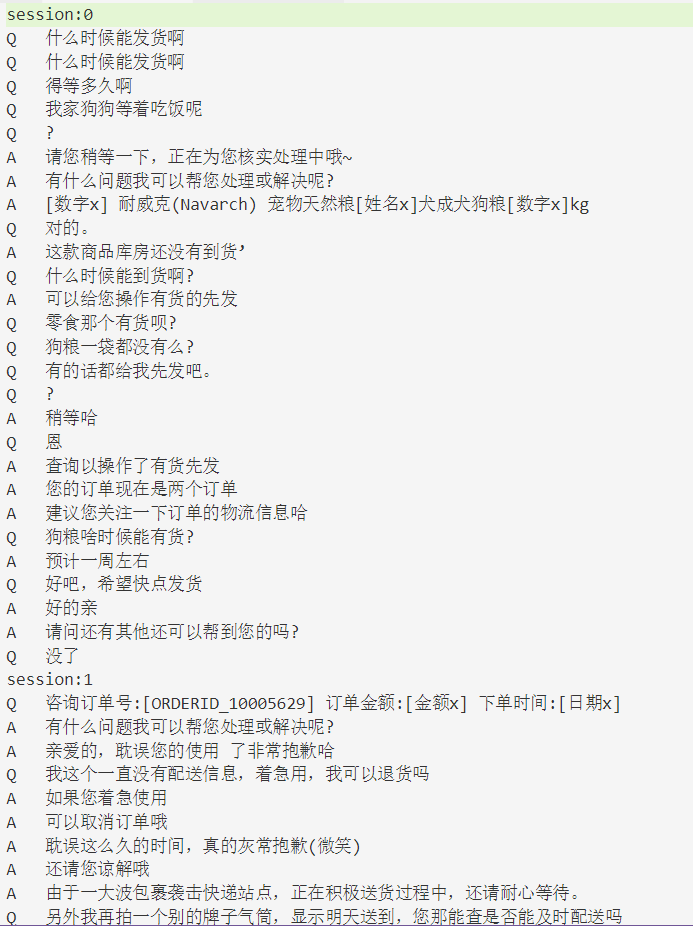 session:0
Q 什么时候能发货啊
Q 什么时候能发货啊
Q 得等多久啊
Q 我家狗狗等着吃饭呢
Q ?
A 请您稍等一下，正在为您核实处理中哦~
A 有什么问题我可以帮您处理或解决呢?
A [数字x] 耐威克(Navarch) 宠物天然粮[姓名x]犬成犬狗粮[数字x]kg
Q 对的。
A 这款商品库房还没有到货’
Q 什么时候能到货啊?
A 可以给您操作有货的先发
Q 零食那个有货呗?
Q 狗粮一袋都没有么?
Q 有的话都给我先发吧。
Q ?
A 稍等哈
Q 恩
A 查询以操作了有货先发
A 您的订单现在是两个订单
A 建议您关注一下订单的物流信息哈
Q 狗粮啥时候能有货?
A 预计一周左右
Q 好吧，希望快点发货
A 好的亲
A 请问还有其他还可以帮到您的吗?
Q 没了
session:1
Q 咨询订单号:[ORDERID_10005629] 订单金额:[金额x] 下单时间:[日期x]
A 有什么问题我可以帮您处理或解决呢?
A 亲爱的，耽误您的使用 了非常抱歉哈
Q 我这个一直没有配送信息，着急用，我可以退货吗
A 如果您着急使用
A 可以取消订单哦
A 耽误这么久的时间，真的灰常抱歉(微笑)
A 还请您谅解哦
A 由于一大波包裹袭击快递站点，正在积极送货过程中，还请耐心等待。
Q 另外我再拍一个别的牌子气筒，显示明天送到，您那能查是否能及时配送吗